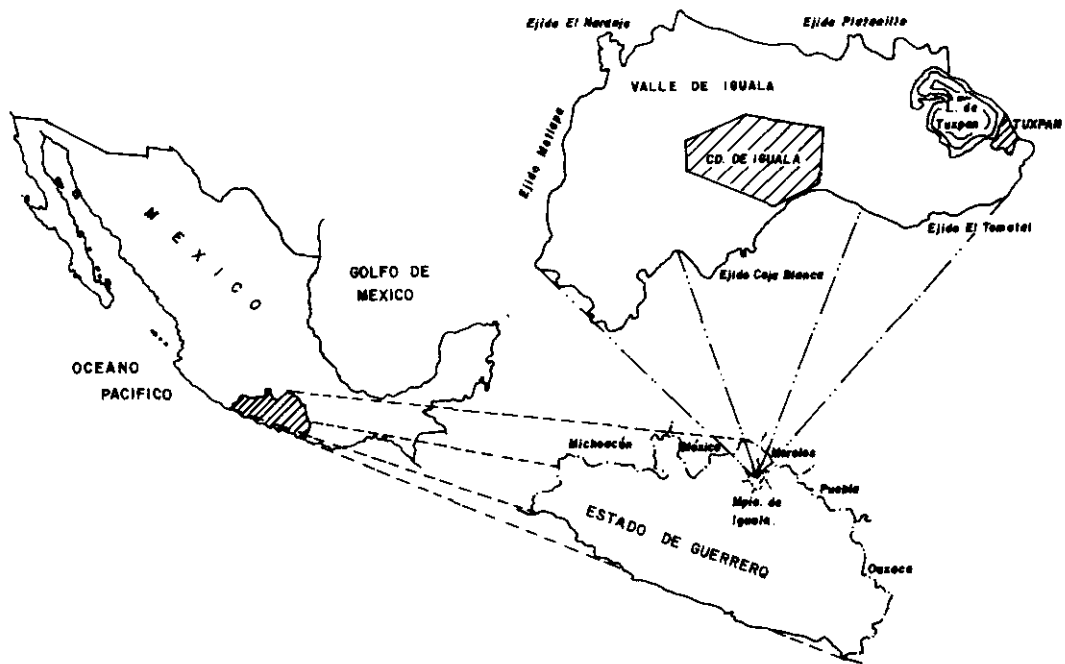 Ejido El Naranjo
Ejido Platanillo
VALLE DE IGUALA
L. de
Tuxpan
TUXPAN
CD. DE IGUALA
Ejido Metlapa
Ejido El Tomatal
Ejido Coja Blanca
MEXICO
GOLFO DE
MEXICO
OCEANO
PACIFICO
Michoacán
México
Morelos
Puebla
Mpio. de
Iguala.
ESTADO DE GUERRERO
Oaxaca